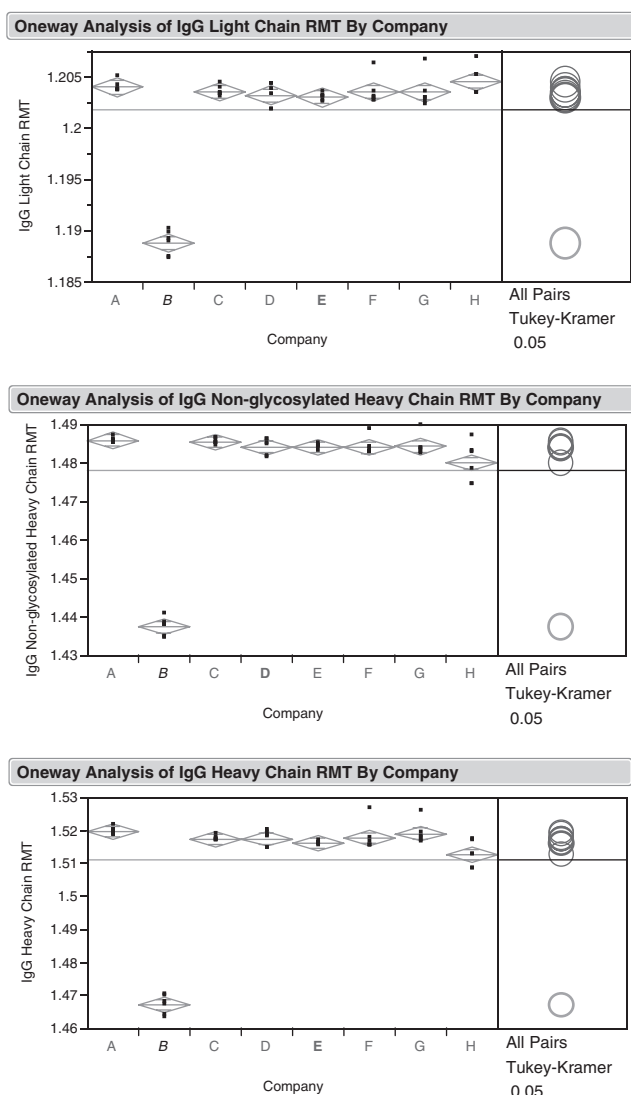 Oneway Analysis of IgG Light Chain RMT By Company
IgG Light Chain RMT
1.205
1.2
1.195
1.19
1.185
A B C D E F G H
Company
All Pairs
Tukey-Kramer
0.05
Oneway Analysis of IgG Non-glycosylated Heavy Chain RMT By Company
IgG Non-glycosylated Heavy Chain RMT
1.49
1.48
1.47
1.46
1.45
1.44
1.43
A B C D E F G H
Company
All Pairs
Tukey-Kramer
0.05
Oneway Analysis of IgG Heavy Chain RMT By Company
IgG Heavy Chain RMT
1.53
1.52
1.51
1.5
1.49
1.48
1.47
1.46
A B C D E F G H
Company
All Pairs
Tukey-Kramer
0.05